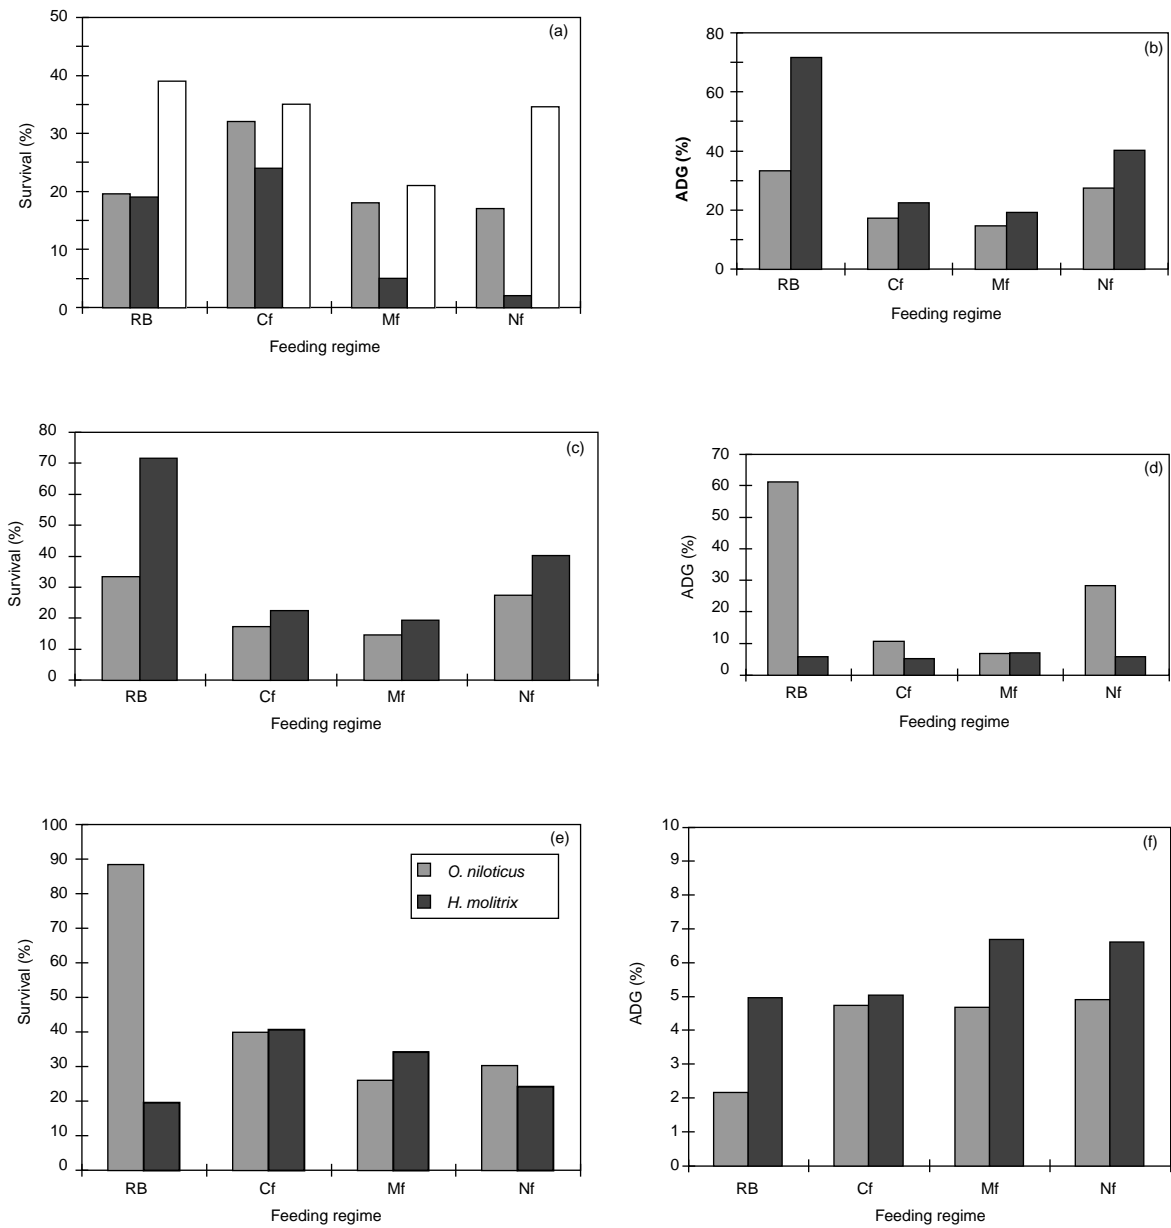 (a)
50
40
30
20
10
0
Survival (%)
RB Cf Mf Nf
Feeding regime
(b)
80
60
40
20
0
ADG (%)
RB Cf Mf Nf
Feeding regime
(c)
80
70
60
50
40
30
20
10
0
Survival (%)
RB Cf Mf Nf
Feeding regime
(d)
70
60
50
40
30
20
10
0
ADG (%)
RB Cf Mf Nf
Feeding regime
(e)
100
90
80
70
60
50
40
30
20
10
0
Survival (%)
O. niloticus
H. molitrix
RB Cf Mf Nf
Feeding regime
(f)
10
9
8
7
6
5
4
3
2
1
0
ADG (%)
RB Cf Mf Nf
Feeding regime